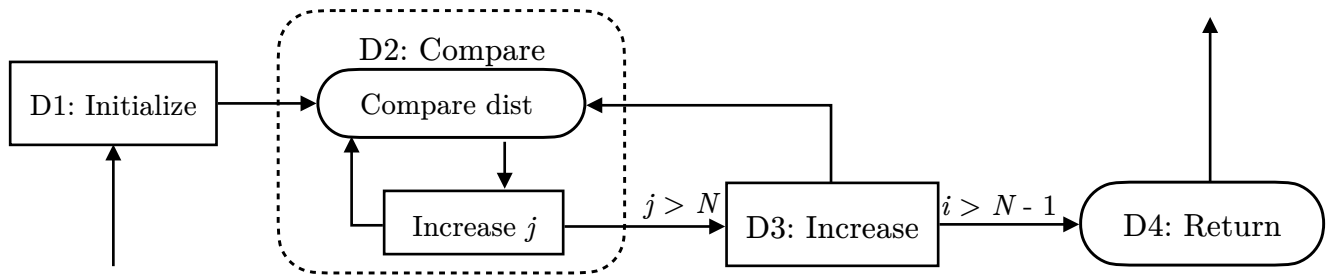 D2: Compare
D1: Initialize
Compare dist
Increase j
j > N
D3: Increase
i > N - 1
D4: Return